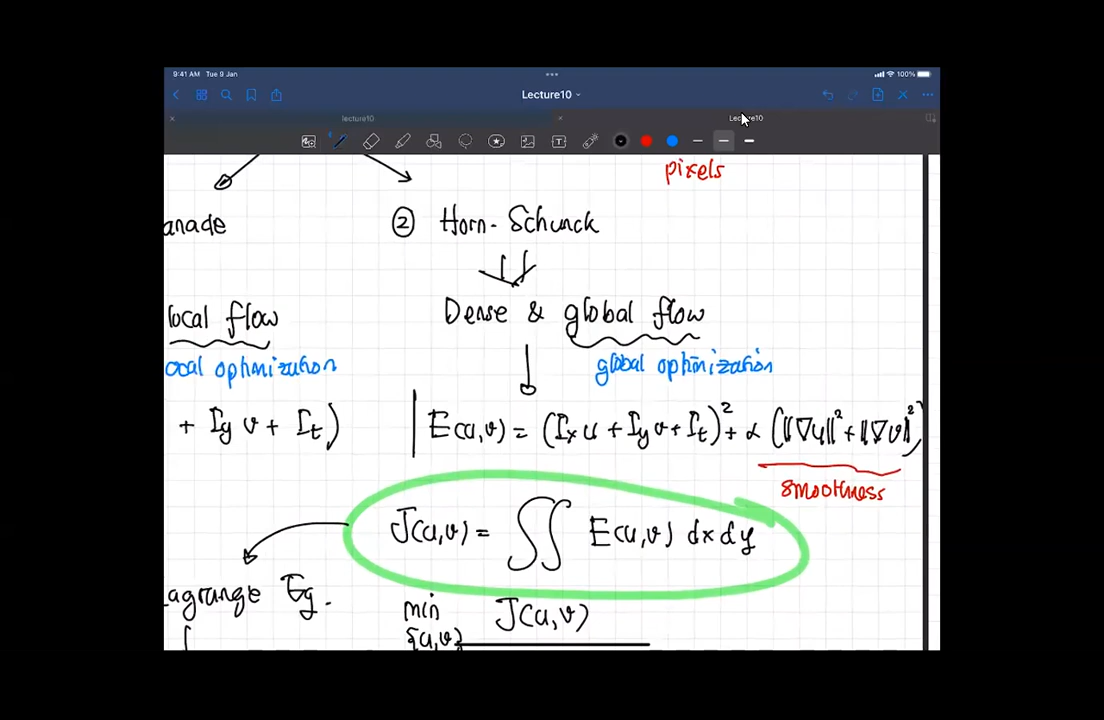 9:41 AM Tue 9 Jan
100%
Lecture10
lecture10
Lecture10
pixels
anade
② Horn-Schunck
local flow
Dense & global flow
ocal optimization
global optimization
+ Iy v + It)
E(u,v) = (Ix u + Iy v + It)² + α (||∇u||² + ||∇v||²)
smoothness
J(u,v) = ∬ E(u,v) dx dy
agrange Eq.
min J(u,v)
{u,v}